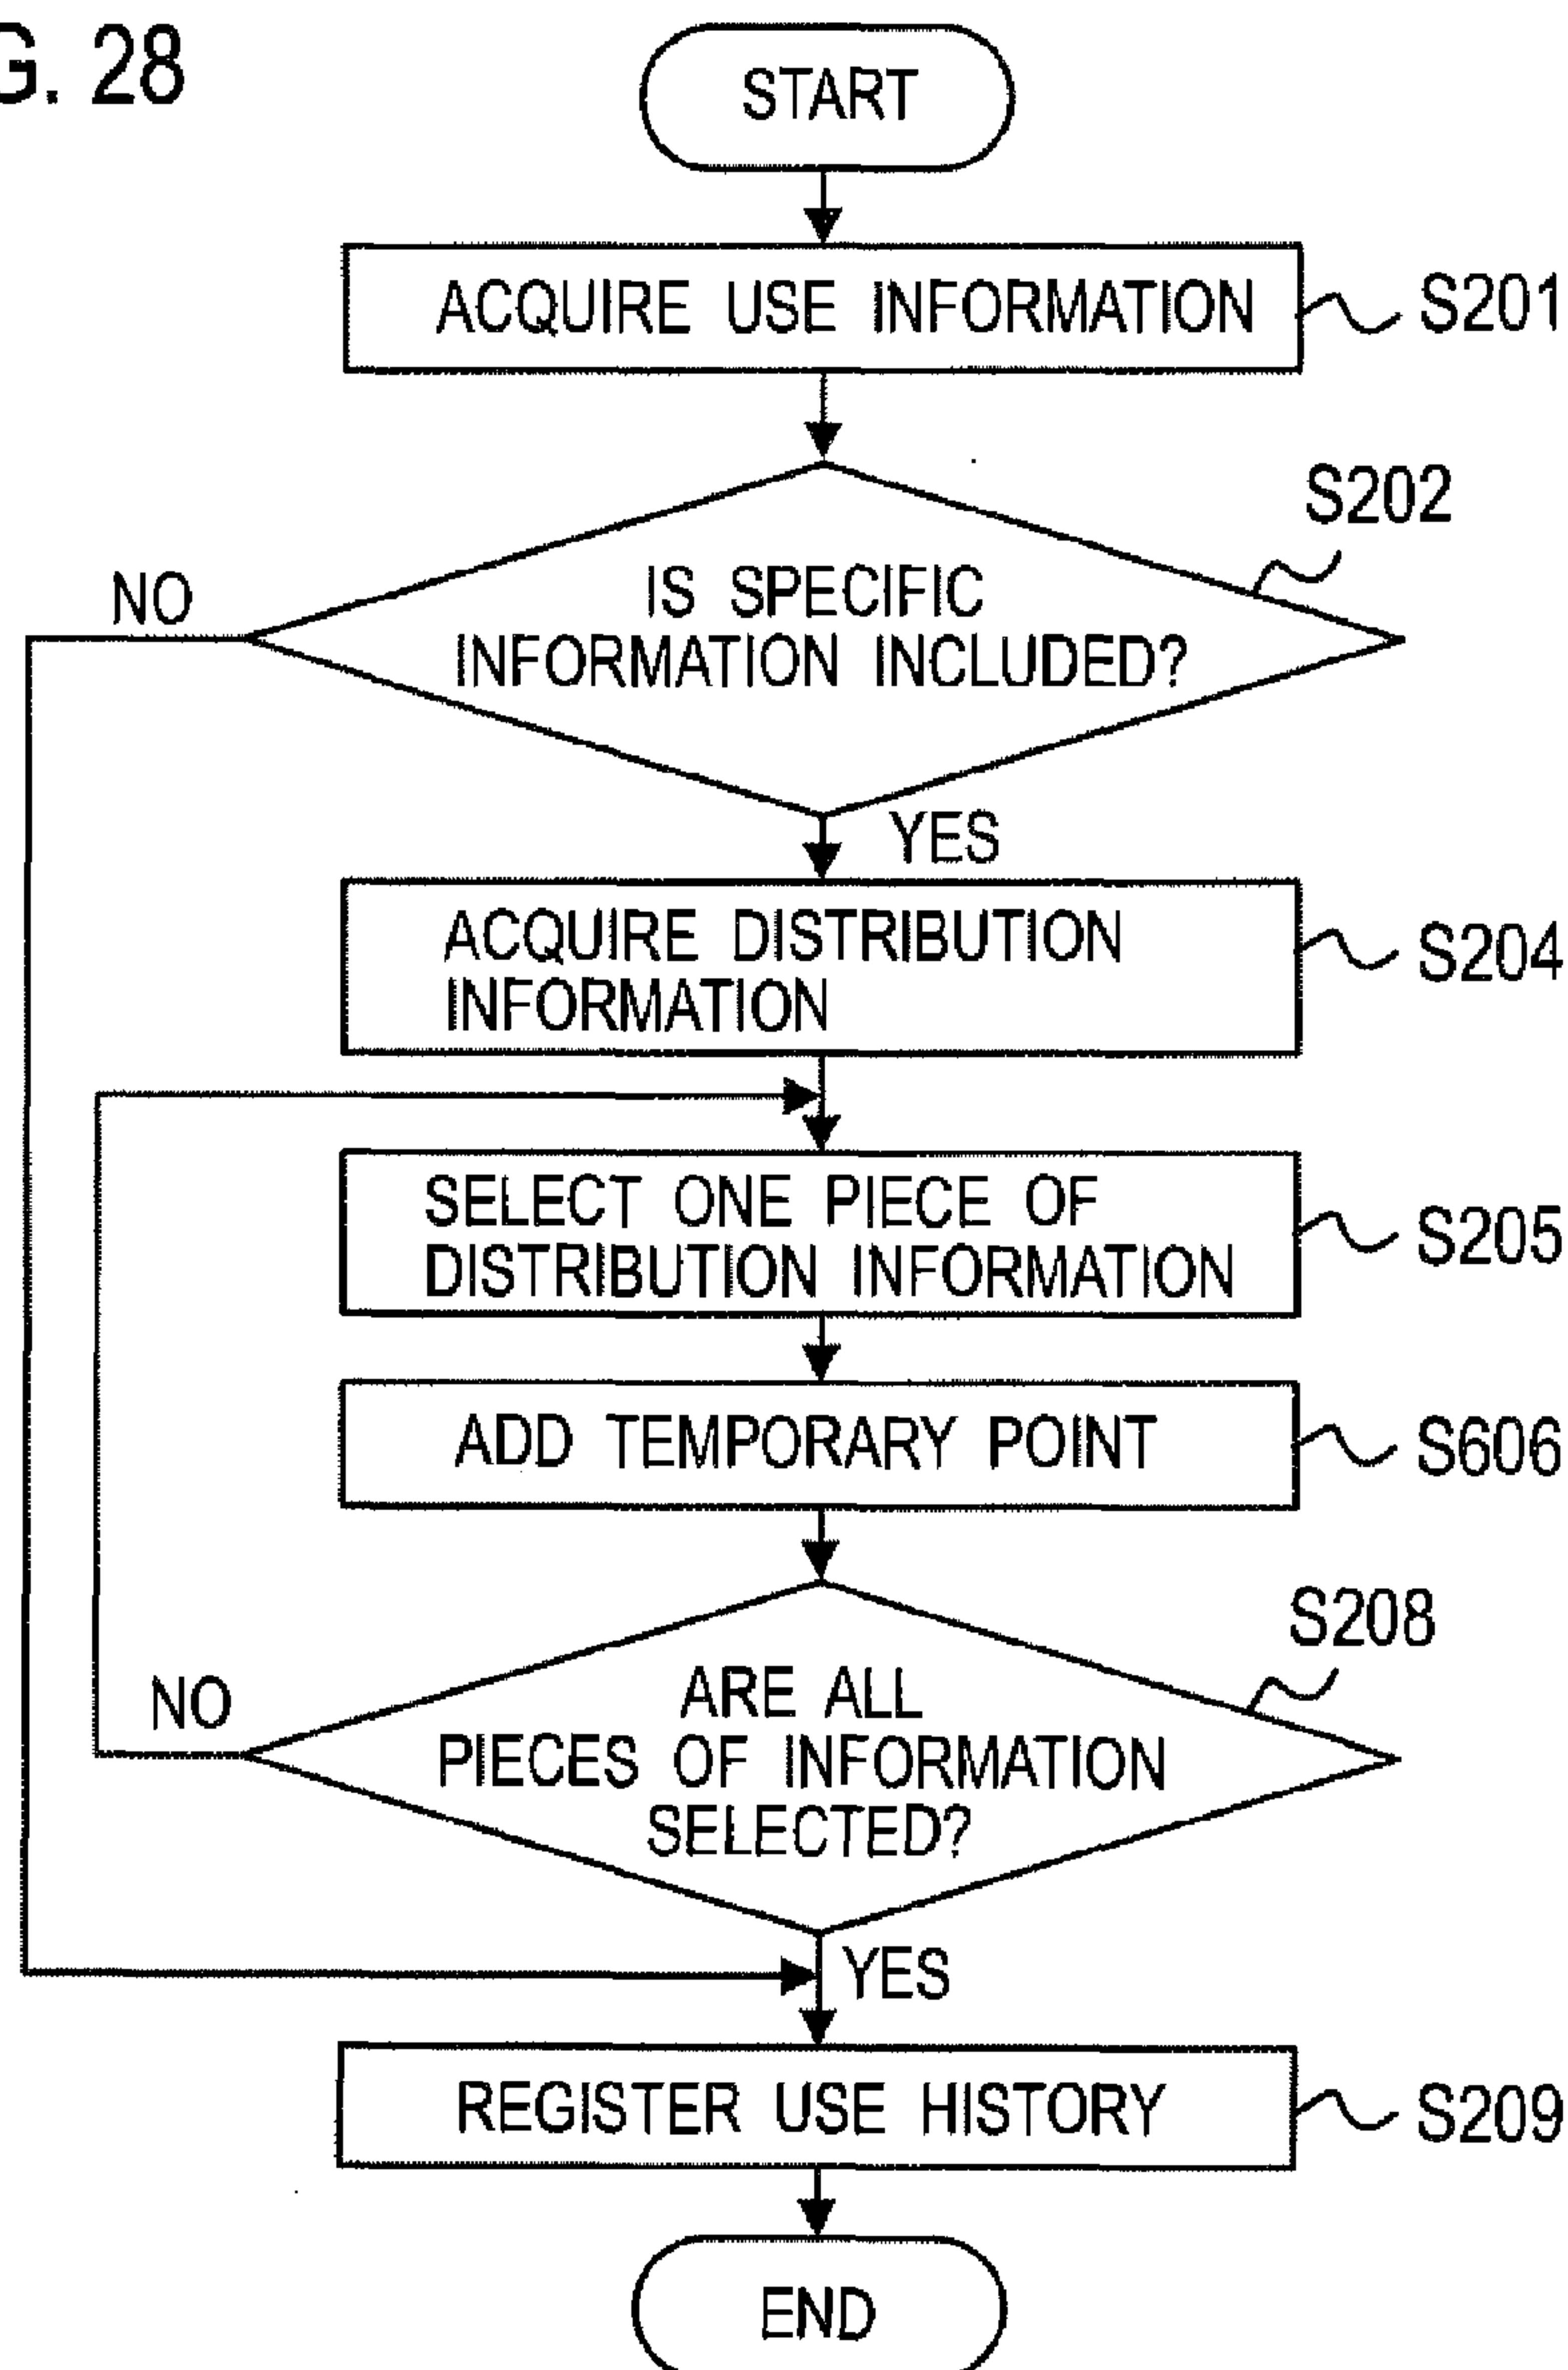 G. 28
START
ACQUIRE USE INFORMATION
S201
S202
IS SPECIFIC
INFORMATION INCLUDED?
NO
YES
ACQUIRE DISTRIBUTION
INFORMATION
S204
SELECT ONE PIECE OF
DISTRIBUTION INFORMATION
S205
ADD TEMPORARY POINT
S606
S208
ARE ALL
PIECES OF INFORMATION
SELECTED?
NO
YES
REGISTER USE HISTORY
S209
END